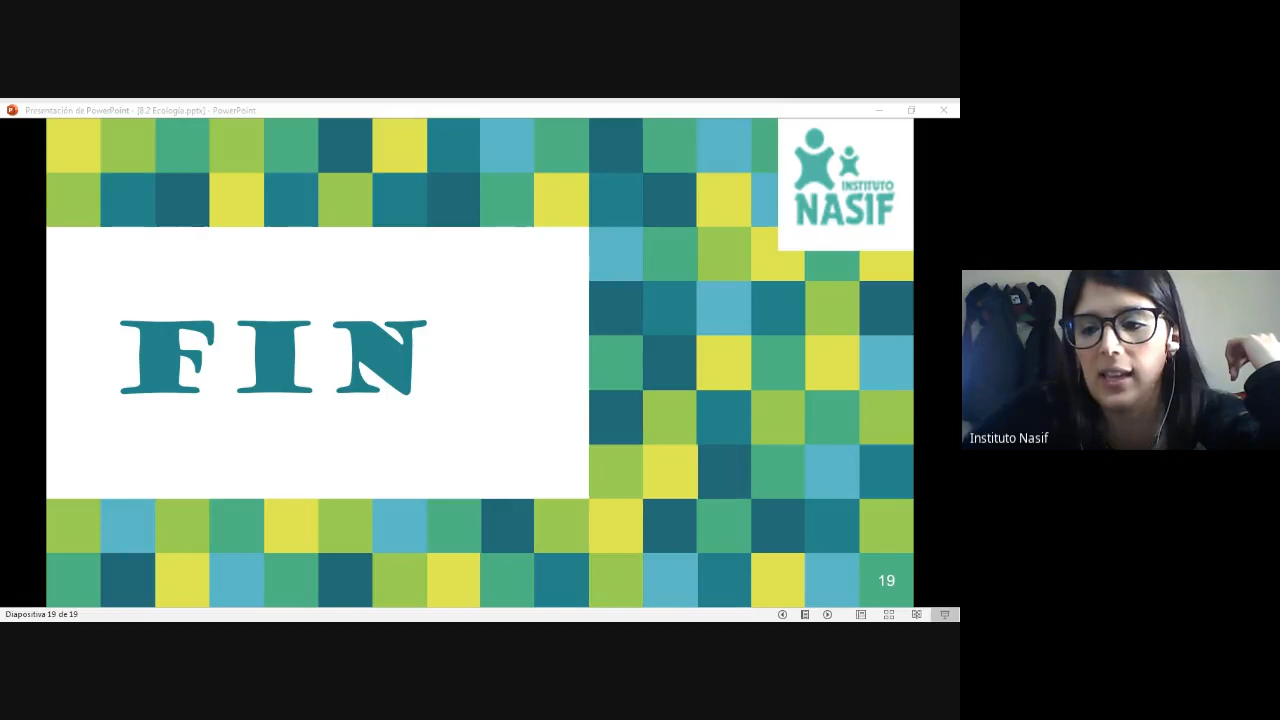 Presentación de PowerPoint - [8.2 Ecología.pptx] - PowerPoint
INSTITUTO
NASIF
FIN
19
Diapositiva 19 de 19
Instituto Nasif